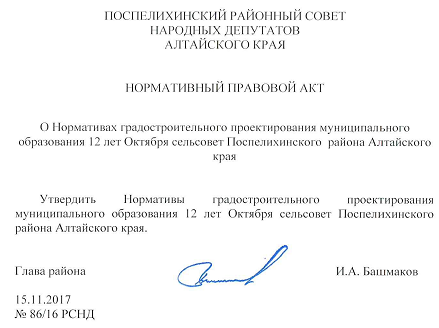 ПОСПЕЛИХИНСКИЙ РАЙОННЫЙ СОВЕТ
НАРОДНЫХ ДЕПУТАТОВ
АЛТАЙСКОГО КРАЯ
НОРМАТИВНЫЙ ПРАВОВОЙ АКТ
О Нормативах градостроительного проектирования муниципального
образования 12 лет Октября сельсовет Поспелихинского района Алтайского
края
Утвердить Нормативы градостроительного проектирования
муниципального образования 12 лет Октября сельсовет Поспелихинского
района Алтайского края.
Глава района И.А. Башмаков
15.11.2017
№ 86/16 РСНД